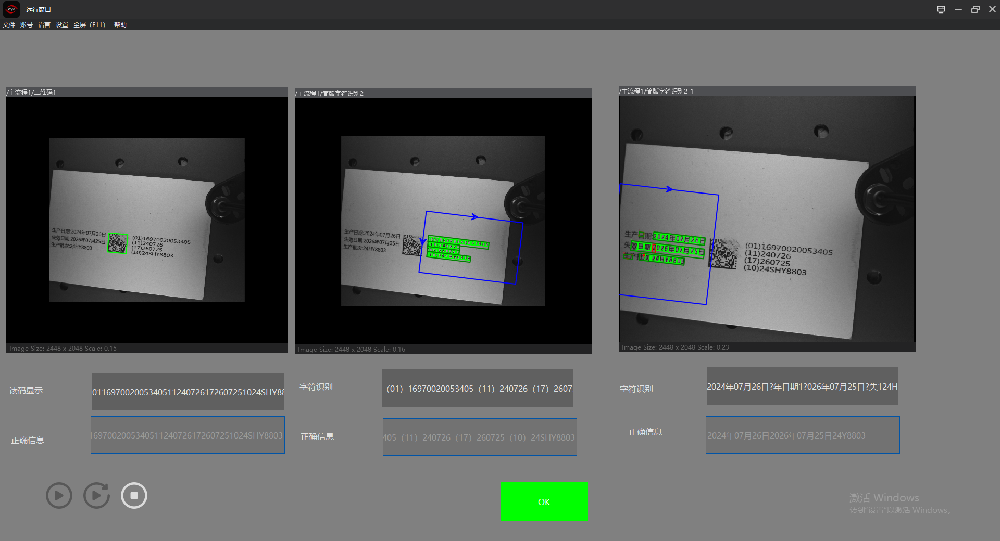 运行窗口
文件 账号 语言 设置 全屏（F11） 帮助
/主流程1/二维码1
生产日期:2024年07月26日
失效日期:2026年07月25日
生产批次:24HY8803
(01)16970020053405
(11)240726
(17)260725
(10)24SHY8803
Image Size: 2448 x 2048 Scale: 0.15
/主流程1/简版字符识别2
生产日期:2024年07月26日
失效日期:2026年07月25日
生产批次:24HY8803
Image Size: 2448 x 2048 Scale: 0.16
/主流程1/简版字符识别2_1
生产日期:2024年07月26日
失效日期:2026年07月25日
生产批次:24HY8803
(01)16970020053405
(11)240726
(17)260725
(10)24SHY8803
Image Size: 2448 x 2048 Scale: 0.23
读码显示
011697002005340511240726172607251024SHY88
字符识别
（01）16970020053405（11）240726（17）2607
字符识别
2024年07月26日?年日期1?026年07月25日?失124H
正确信息
1697002005340511240726172607251024SHY8803
正确信息
405（11）240726（17）260725（10）24SHY8803
正确信息
2024年07月26日2026年07月25日24Y8803
OK
激活 Windows
转到"设置"以激活 Windows。